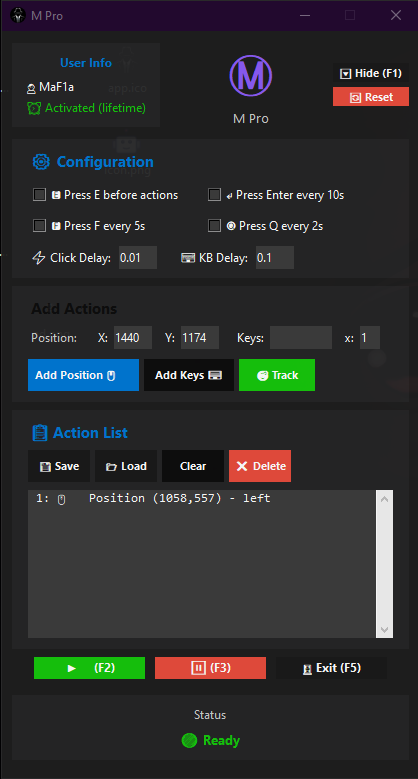 M Pro
User Info
MaF1a
Activated (lifetime)
M
M Pro
Hide (F1)
Reset
Configuration
Press E before actions
Press Enter every 10s
Press F every 5s
Press Q every 2s
Click Delay: 0.01
KB Delay: 0.1
Add Actions
Position: X: 1440 Y: 1174 Keys: x: 1
Add Position
Add Keys
Track
Action List
Save
Load
Clear
Delete
1: Position (1058,557) - left
(F2)
(F3)
Exit (F5)
Status
Ready